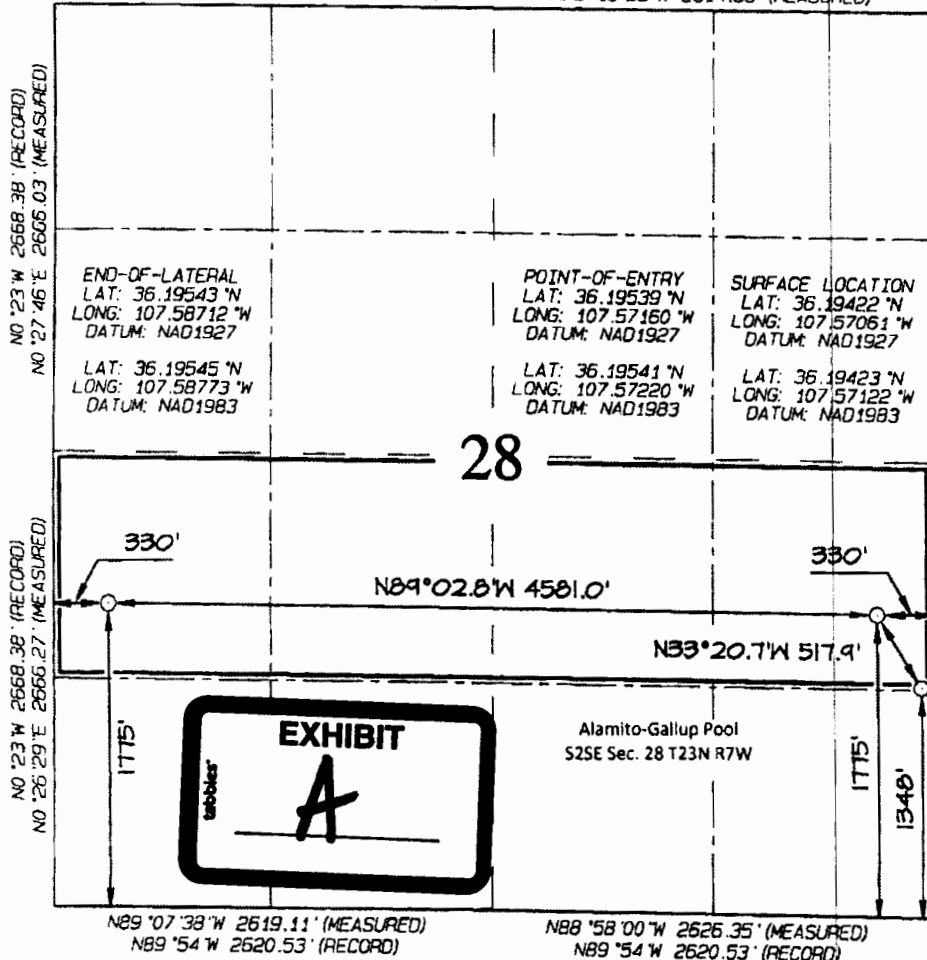 N0°23'W 2668.38' (RECORD)
N0°27'46"E 2666.03' (MEASURED)
END-OF-LATERAL
LAT: 36.19543 °N
LONG: 107.58712 °W
DATUM: NAD1927
LAT: 36.19545 °N
LONG: 107.58773 °W
DATUM: NAD1983
POINT-OF-ENTRY
LAT: 36.19539 °N
LONG: 107.57160 °W
DATUM: NAD1927
LAT: 36.19541 °N
LONG: 107.57220 °W
DATUM: NAD1983
SURFACE LOCATION
LAT: 36.19422 °N
LONG: 107.57061 °W
DATUM: NAD1927
LAT: 36.19423 °N
LONG: 107.57122 °W
DATUM: NAD1983
28
N0°23'W 2668.38' (RECORD)
N0°26'29"E 2666.27' (MEASURED)
330'
N89°02.8'W 4581.0'
330'
N33°20.7'W 517.9'
1775'
EXHIBIT
tabbies'
A
Alamito-Gallup Pool
S2SE Sec. 28 T23N R7W
1775'
1348'
N89°07'38"W 2619.11' (MEASURED)
N89°54'W 2620.53' (RECORD)
N88°58'00"W 2626.35' (MEASURED)
N89°54'W 2620.53' (RECORD)